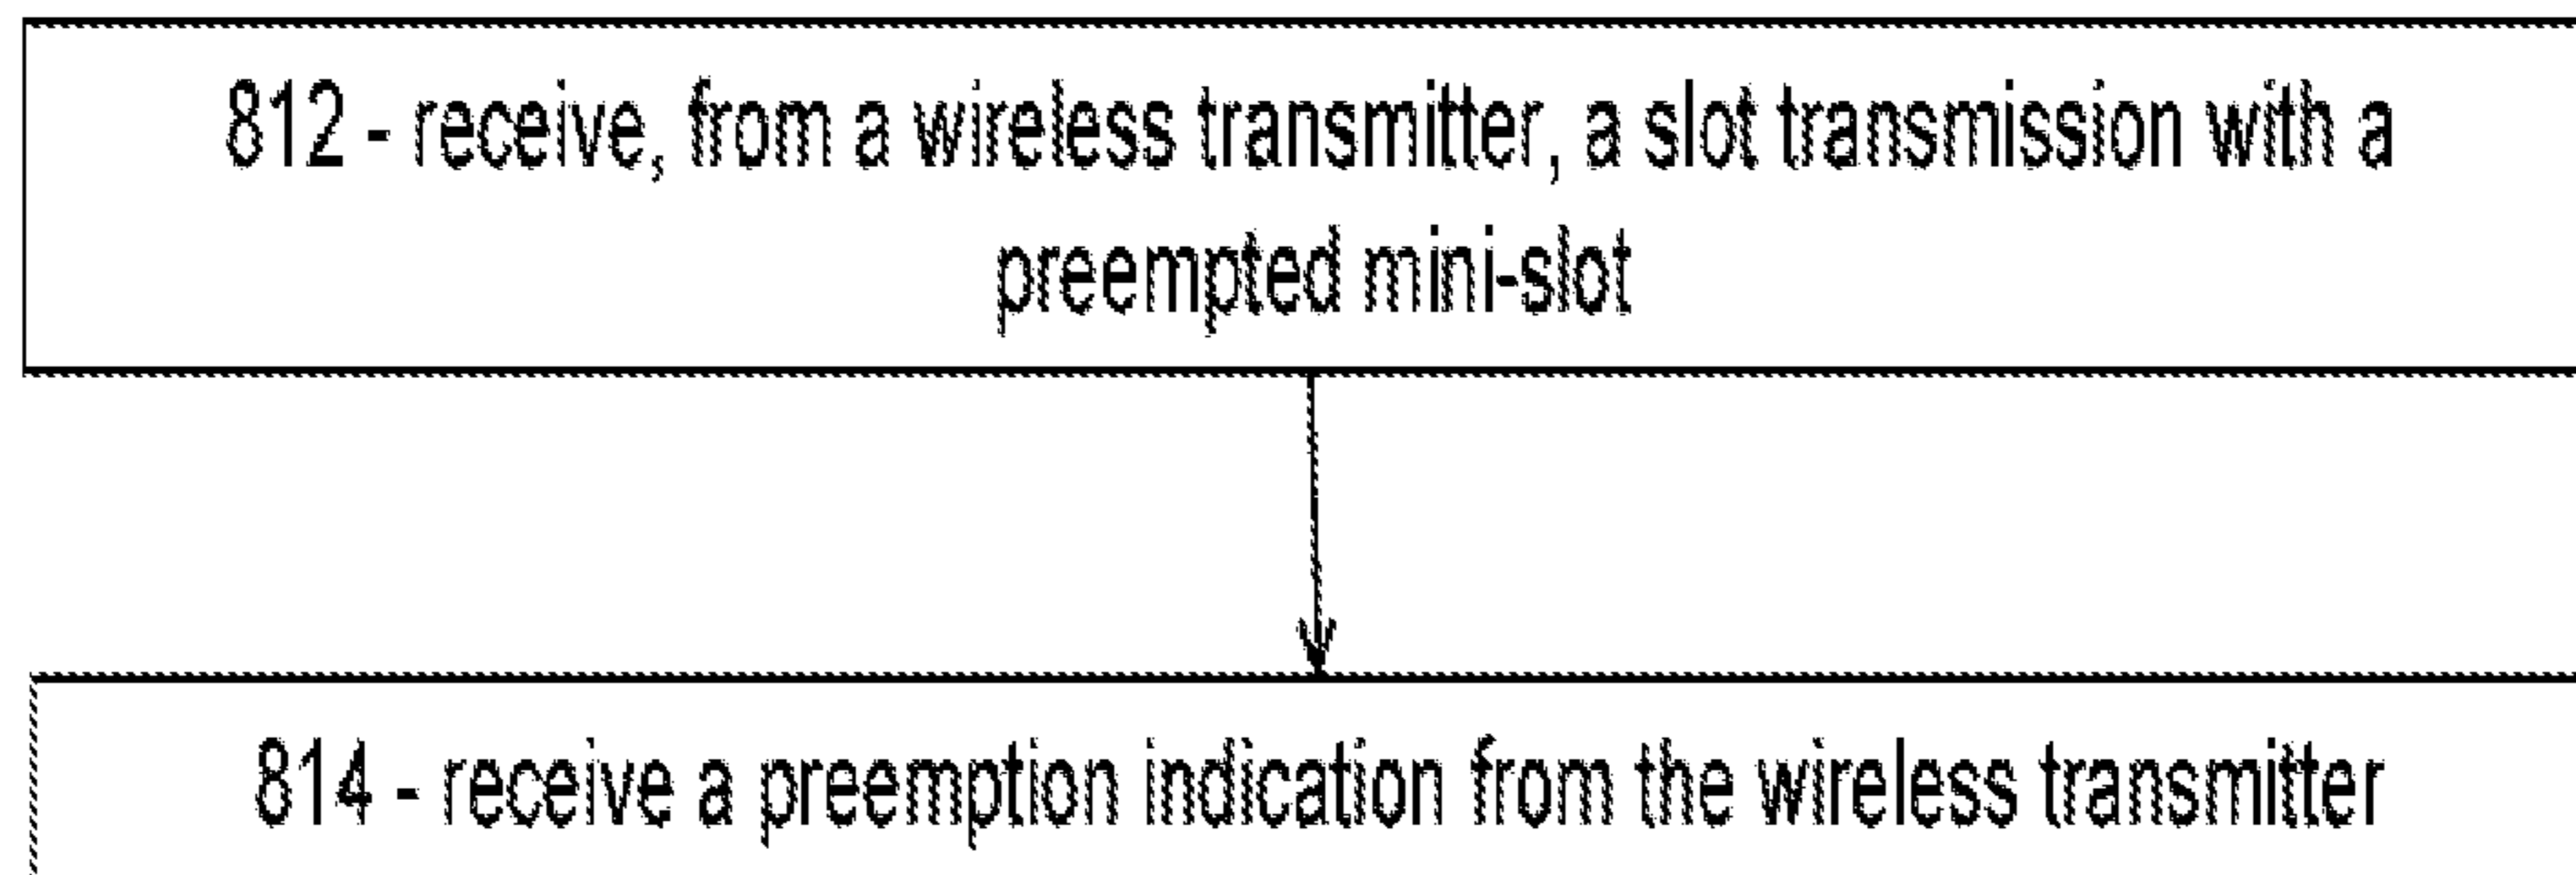 812 - receive, from a wireless transmitter, a slot transmission with a
preempted mini-slot
814 - receive a preemption indication from the wireless transmitter